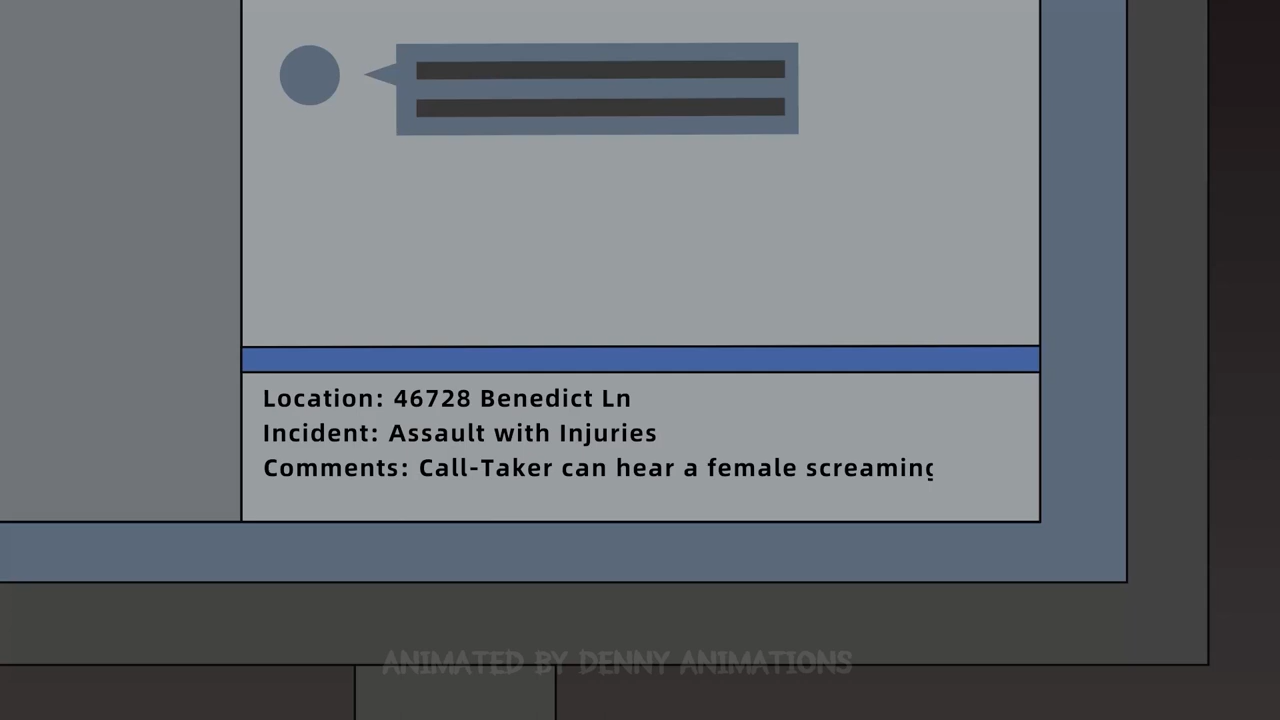 Location: 46728 Benedict Ln
Incident: Assault with Injuries
Comments: Call-Taker can hear a female screaming
ANIMATED BY DENNY ANIMATIONS